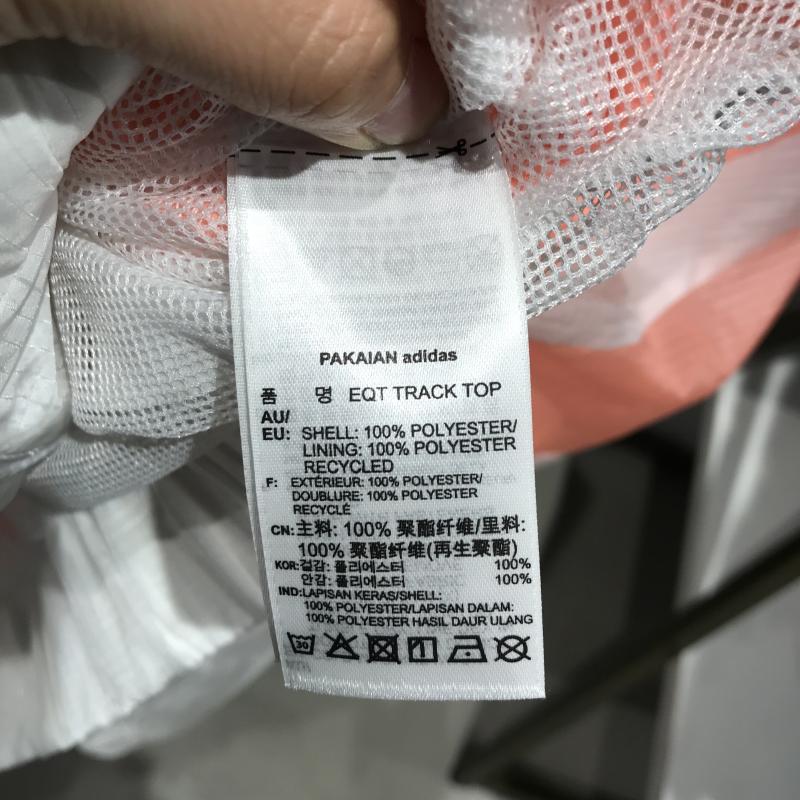 PAKAIAN adidas
품 명 EQT TRACK TOP
AU/
EU: SHELL: 100% POLYESTER/
LINING: 100% POLYESTER
RECYCLED
F: EXTÉRIEUR: 100% POLYESTER/
DOUBLURE: 100% POLYESTER
RECYCLÉ
CN:主料: 100% 聚酯纤维/里料:
100% 聚酯纤维(再生聚酯)
KOR:겉감: 폴리에스터 100%
안감: 폴리에스터 100%
IND:LAPISAN KERAS/SHELL:
100% POLYESTER/LAPISAN DALAM:
100% POLYESTER HASIL DAUR ULANG
30